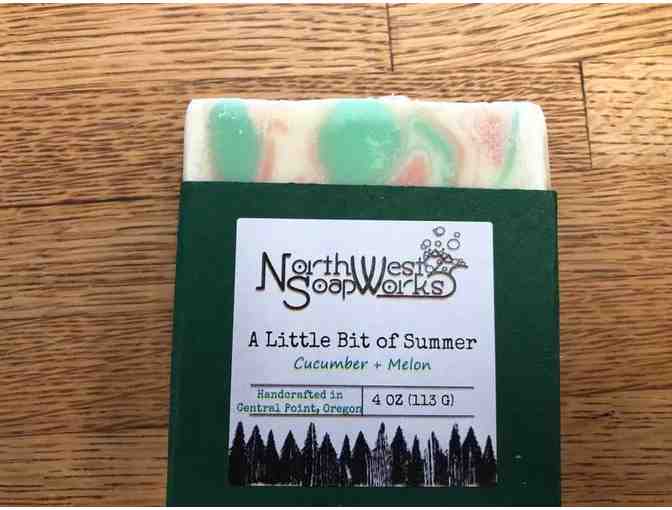 NorthWest
SoapWorks
A Little Bit of Summer
Cucumber + Melon
Handcrafted in
Central Point, Oregon
4 OZ (113 G)